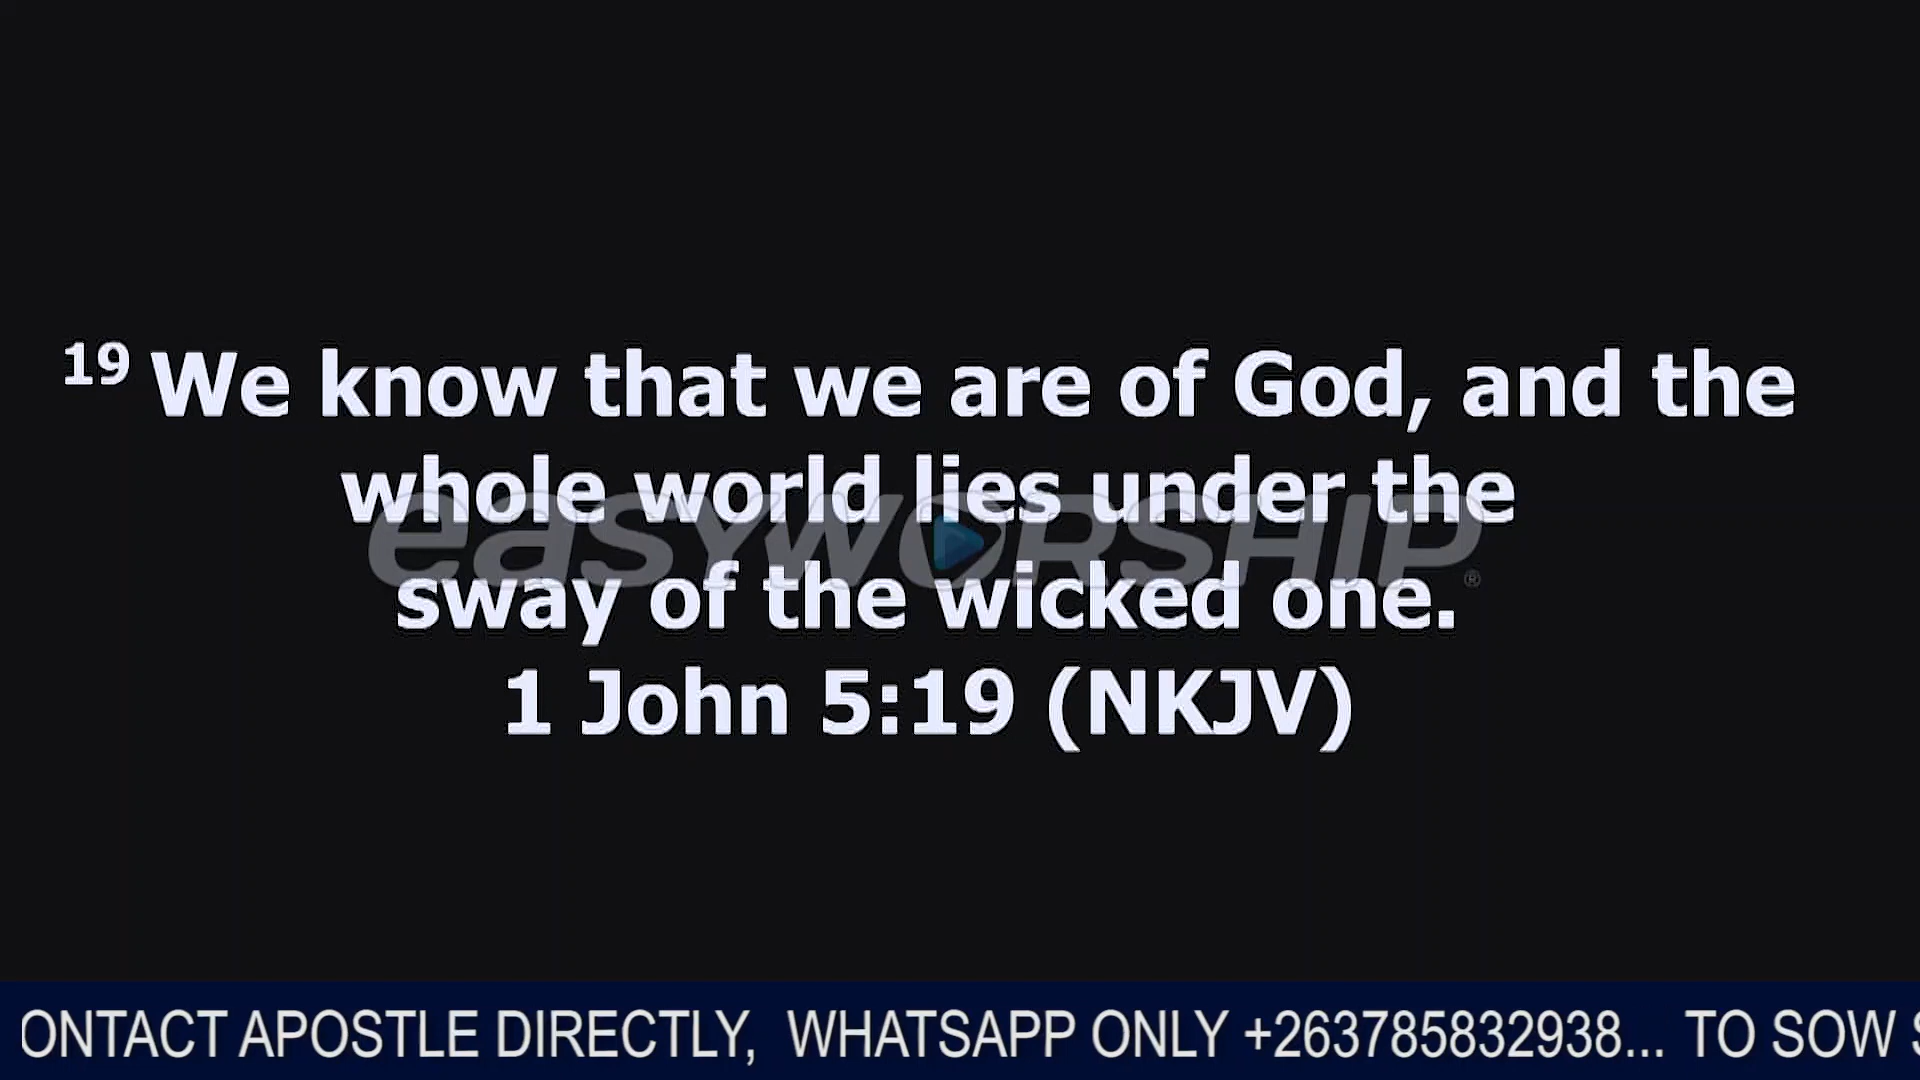 19 We know that we are of God, and the
whole world lies under the
easyworship®
sway of the wicked one.
1 John 5:19 (NKJV)
ONTACT APOSTLE DIRECTLY, WHATSAPP ONLY +263785832938... TO SOW